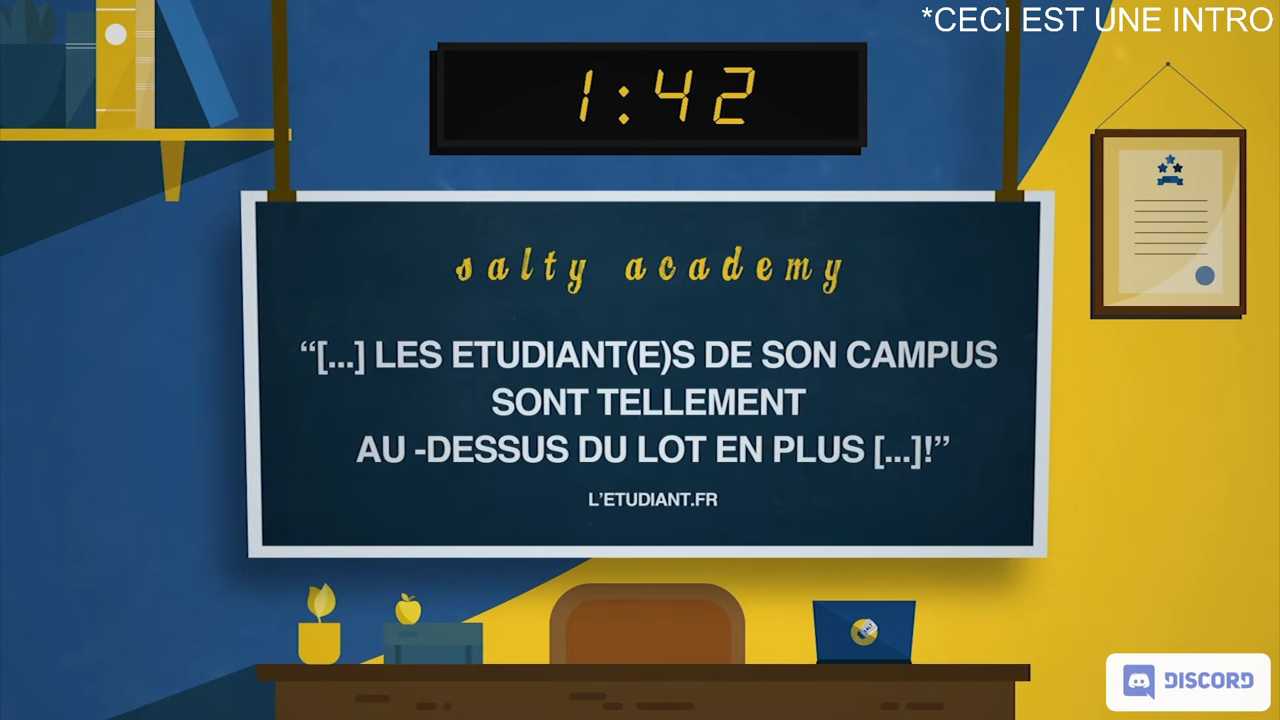 *CECI EST UNE INTRO
1:42
salty academy
“[...] LES ETUDIANT(E)S DE SON CAMPUS
SONT TELLEMENT
AU -DESSUS DU LOT EN PLUS [...]!”
L'ETUDIANT.FR
DISCORD